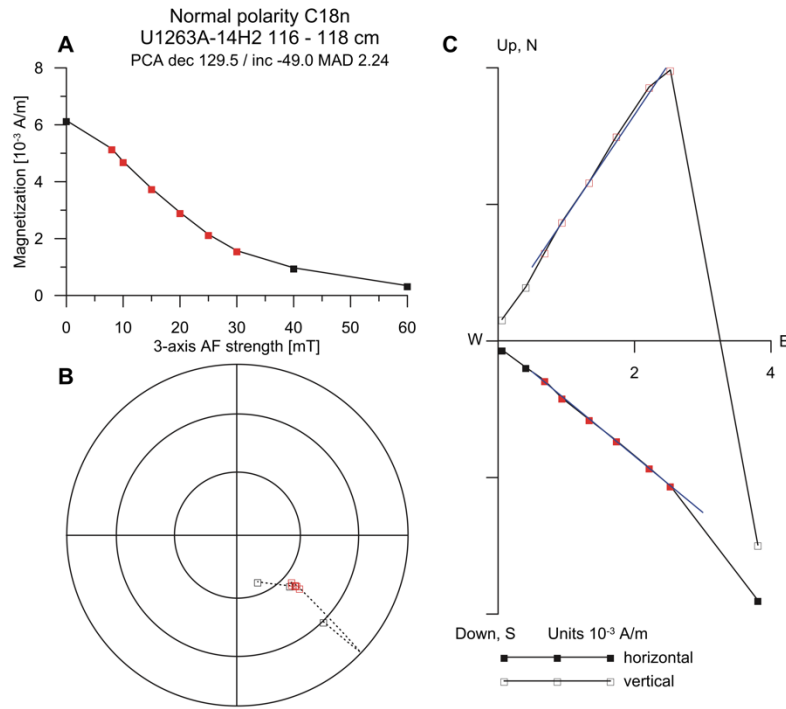 Normal polarity C18n
U1263A-14H2 116 - 118 cm
PCA dec 129.5 / inc -49.0 MAD 2.24
A
Magnetization [10⁻³ A/m]
8
6
4
2
0
0 10 20 30 40 50 60
3-axis AF strength [mT]
B
C
Up, N
W
E
2
4
Down, S
Units 10⁻³ A/m
horizontal
vertical